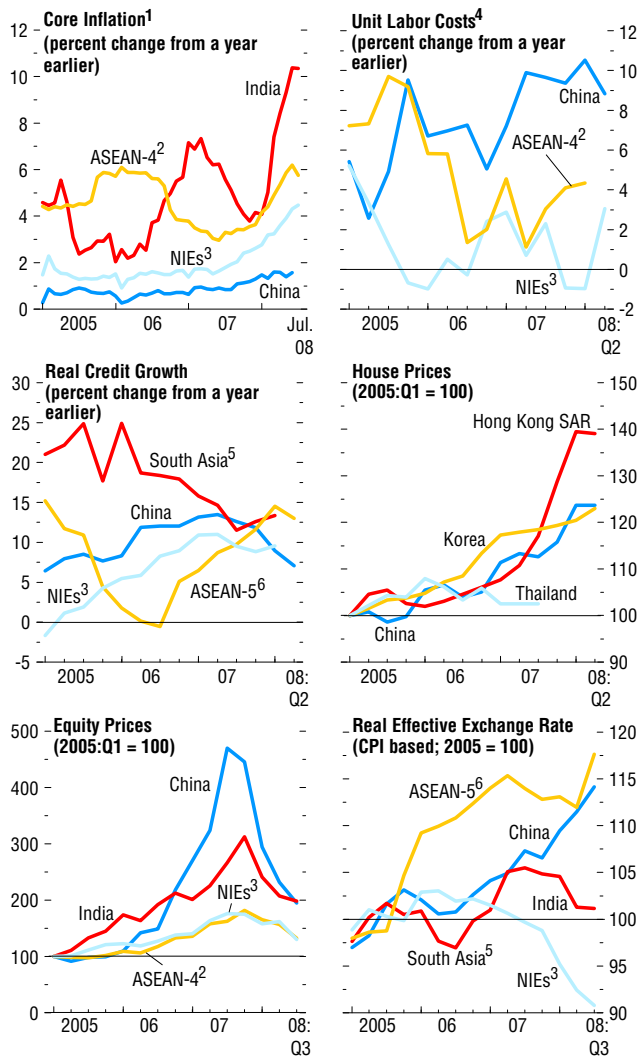 Core Inflation¹
(percent change from a year
earlier)
12
10
8
6
4
2
0
India
ASEAN-4²
NIEs³
China
2005 06 07 Jul.
08
Unit Labor Costs⁴
(percent change from a year
earlier)
12
10
8
6
4
2
0
-2
China
ASEAN-4²
NIEs³
2005 06 07 08:
Q2
Real Credit Growth
(percent change from a year
earlier)
30
25
20
15
10
5
0
-5
South Asia⁵
China
NIEs³
ASEAN-5⁶
2005 06 07 08:
Q2
House Prices
(2005:Q1 = 100)
150
140
130
120
110
100
90
Hong Kong SAR
Korea
Thailand
China
2005 06 07 08:
Q2
Equity Prices
(2005:Q1 = 100)
500
400
300
200
100
0
China
India
NIEs³
ASEAN-4²
2005 06 07 08:
Q3
Real Effective Exchange Rate
(CPI based; 2005 = 100)
120
115
110
105
100
95
90
ASEAN-5⁶
China
India
South Asia⁵
NIEs³
2005 06 07 08:
Q3